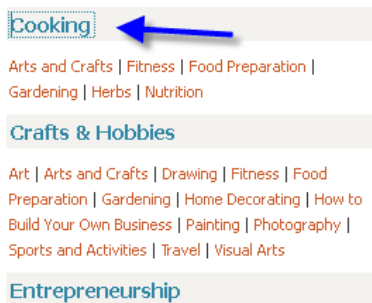 Cooking
Arts and Crafts | Fitness | Food Preparation |
Gardening | Herbs | Nutrition
Crafts & Hobbies
Art | Arts and Crafts | Drawing | Fitness | Food
Preparation | Gardening | Home Decorating | How to
Build Your Own Business | Painting | Photography |
Sports and Activities | Travel | Visual Arts
Entrepreneurship